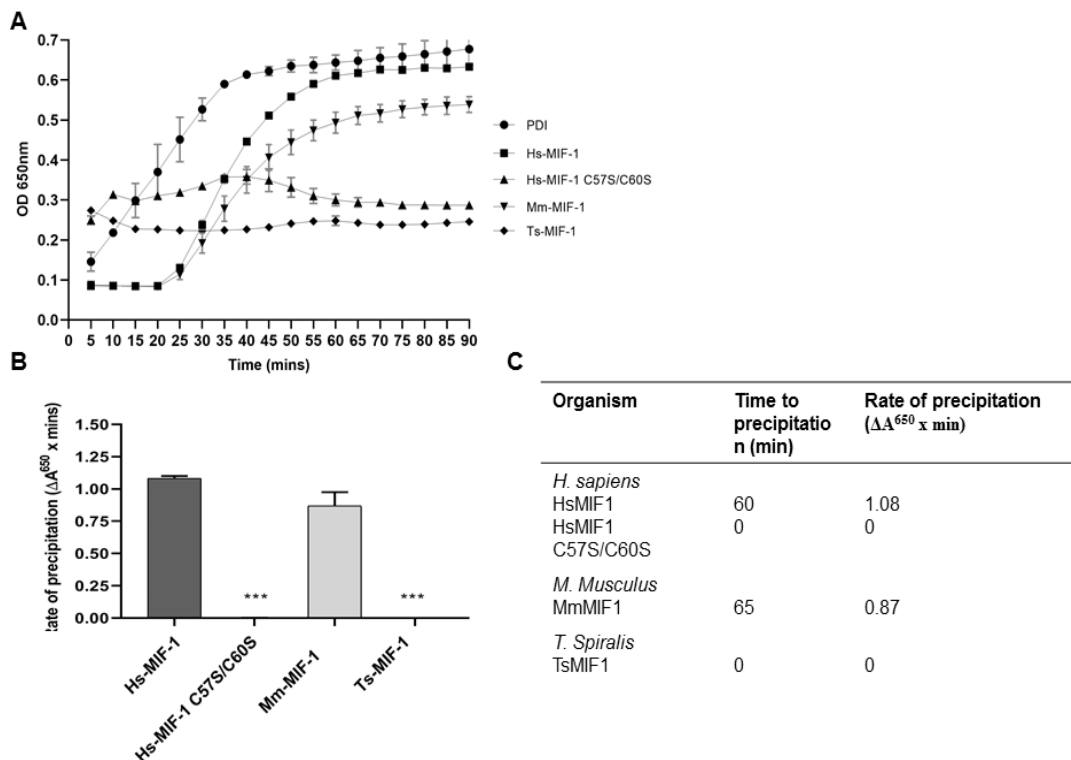 A
0.7
0.6
0.5
0.4
0.3
0.2
0.1
0.0
OD 650nm
0 5 10 15 20 25 30 35 40 45 50 55 60 65 70 75 80 85 90
Time (mins)
PDI
Hs-MIF-1
Hs-MIF-1 C57S/C60S
Mm-MIF-1
Ts-MIF-1
B
1.50
1.25
1.00
0.75
0.50
0.25
0.00
of precipitation (ΔA⁶⁵⁰ x mins)
*** ***
Hs-MIF-1
Hs-MIF-1 C57S/C60S
Mm-MIF-1
Ts-MIF-1
C
Organism Time to Rate of precipitation
precipitatio (ΔA⁶⁵⁰ x min)
n (min)
H. sapiens
HsMIF1 60 1.08
HsMIF1 0 0
C57S/C60S
M. Musculus
MmMIF1 65 0.87
T. Spiralis
TsMIF1 0 0